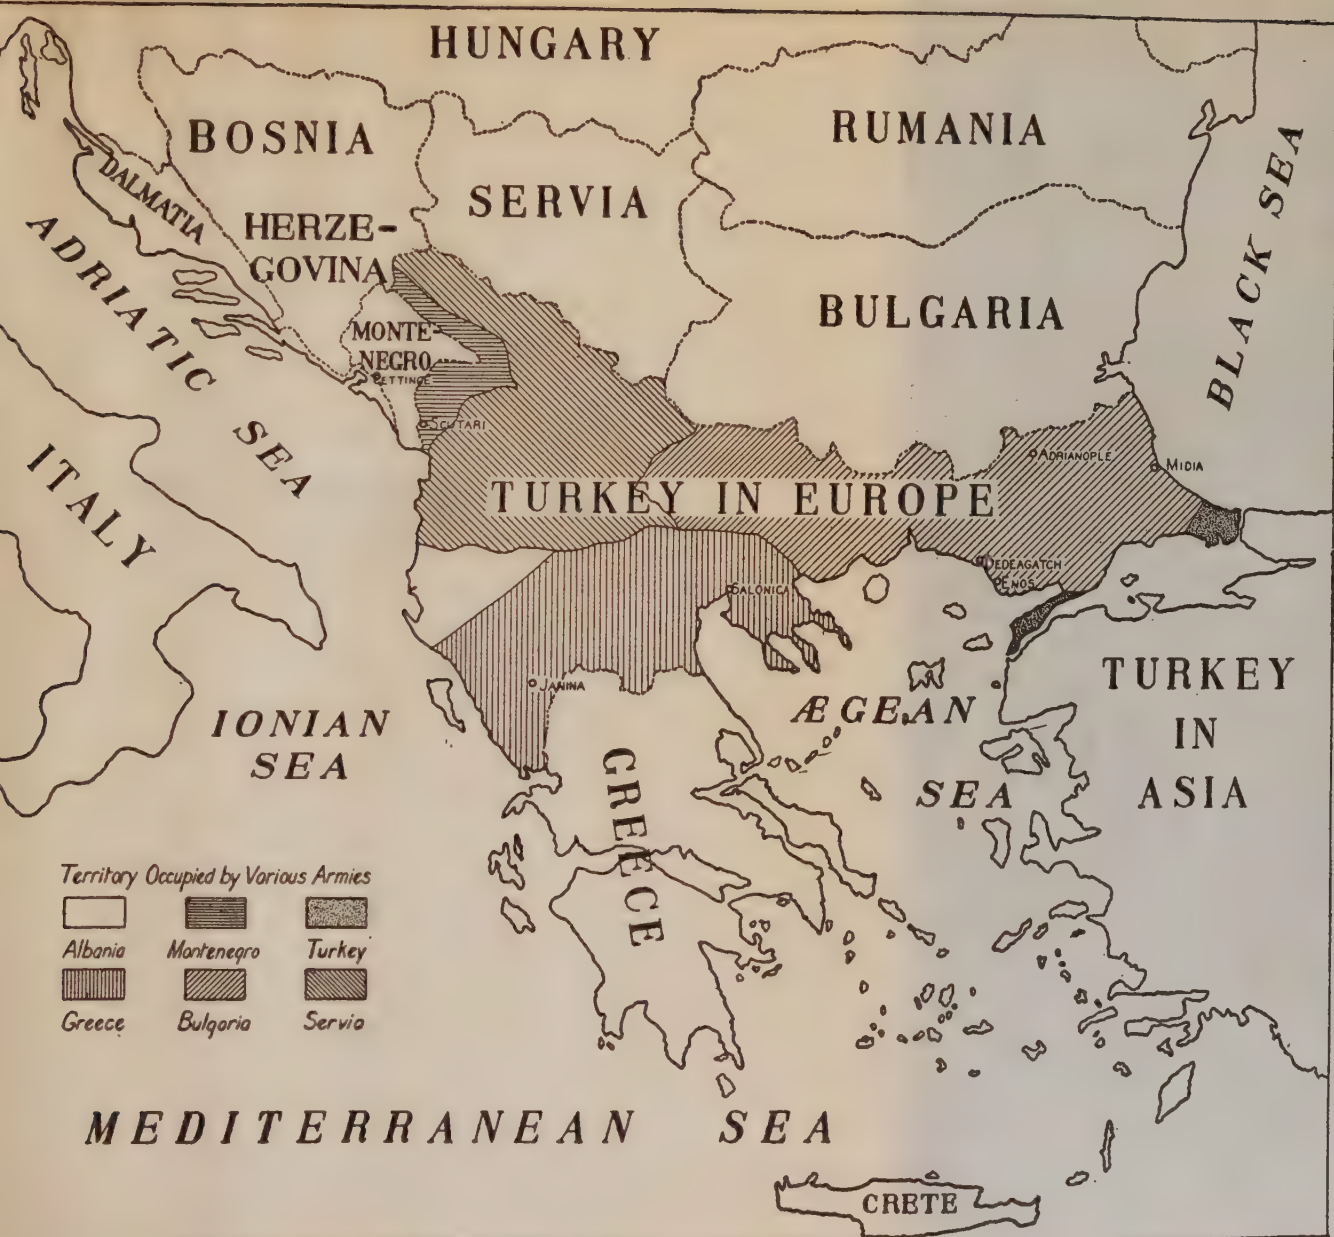 HUNGARY
BOSNIA
RUMANIA
SERVIA
DALMATIA
HERZE-
GOVINA
ADRIATIC SEA
BLACK SEA
BULGARIA
MONTE-
NEGRO
CETTINGE
SCUTARI
ITALY
ADRIANOPLE
MIDIA
TURKEY IN EUROPE
DEDEAGATCH
ENOS
SALONICA
JANINA
IONIAN
SEA
ÆGEAN
SEA
TURKEY
IN
ASIA
GREECE
Territory Occupied by Various Armies
Albania Montenegro Turkey
Greece Bulgaria Servia
MEDITERRANEAN SEA
CRETE